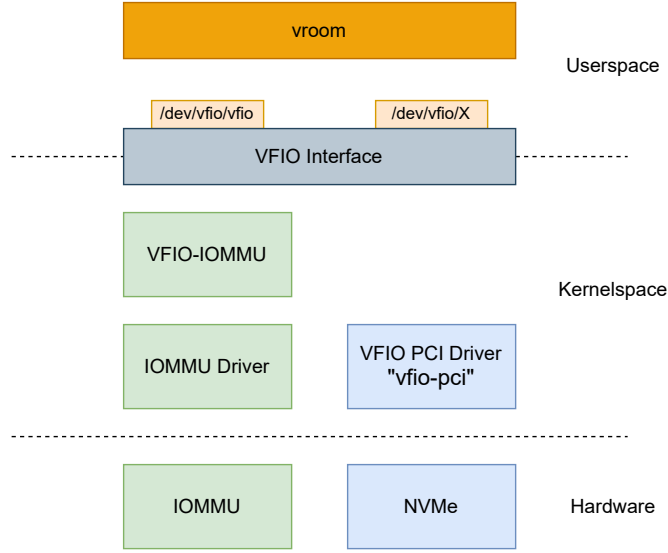 vroom
Userspace
/dev/vfio/vfio
/dev/vfio/X
VFIO Interface
VFIO-IOMMU
Kernelspace
IOMMU Driver
VFIO PCI Driver
"vfio-pci"
IOMMU
NVMe
Hardware